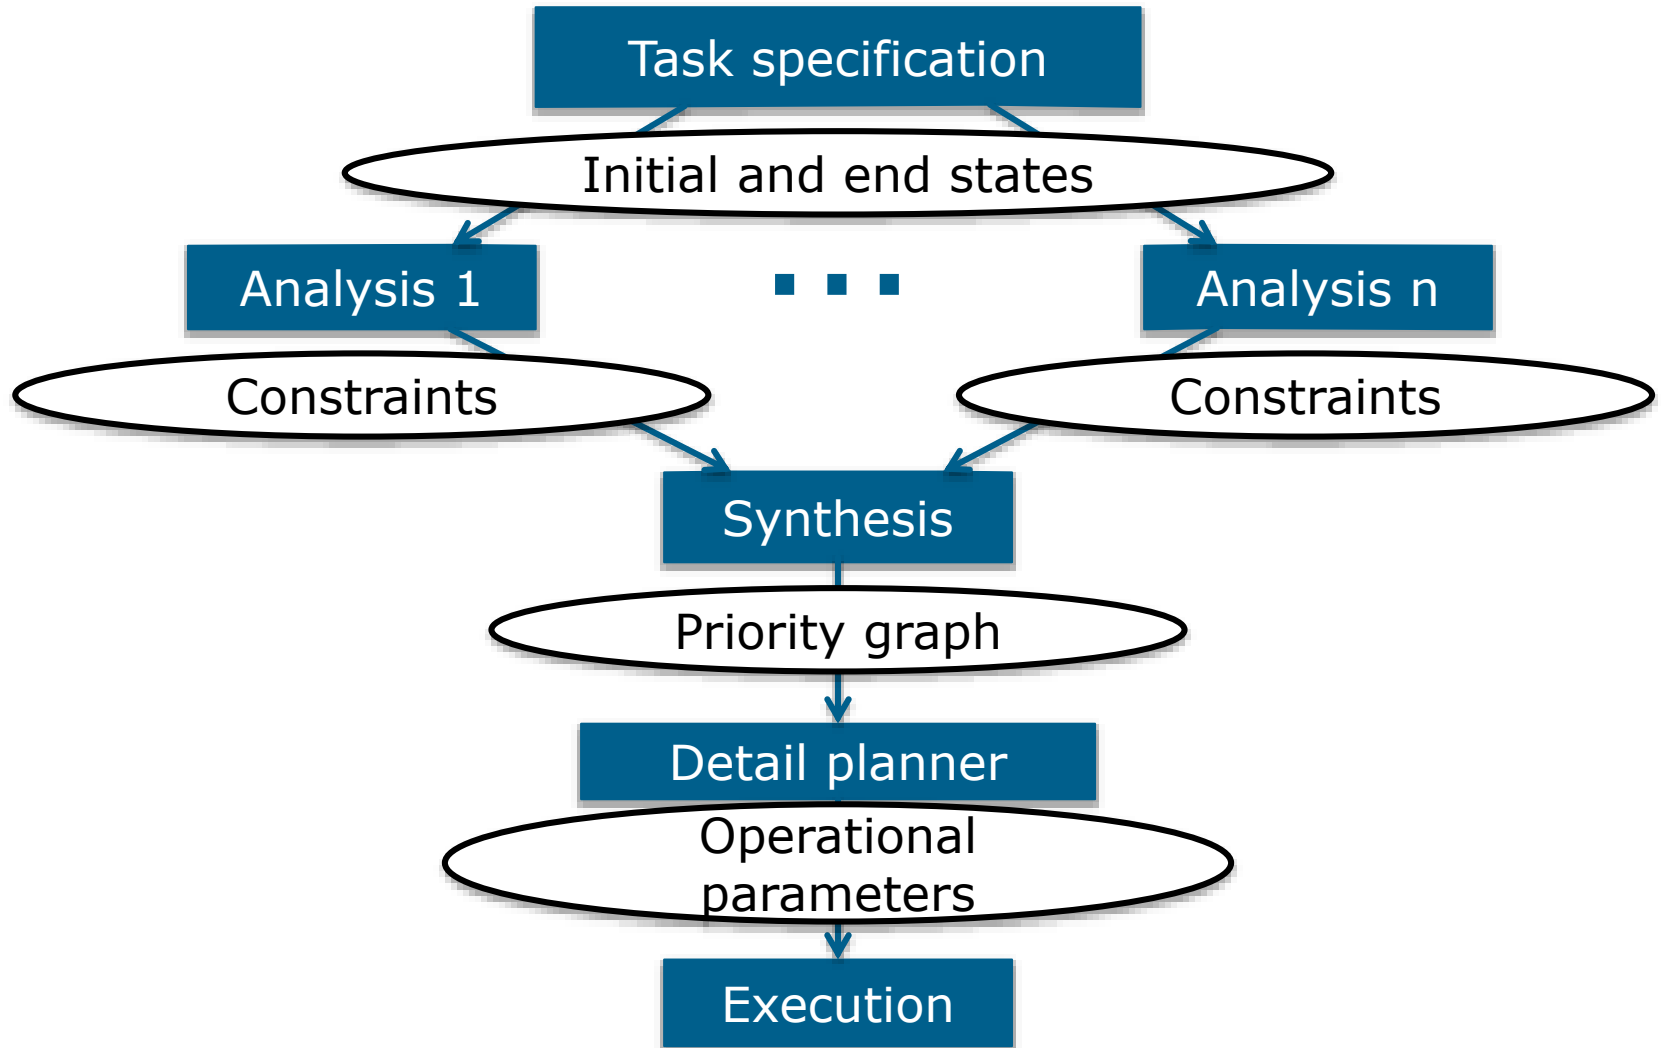 Task specification
Initial and end states
Analysis 1
Analysis n
Constraints
Constraints
Synthesis
Priority graph
Detail planner
Operational
parameters
Execution